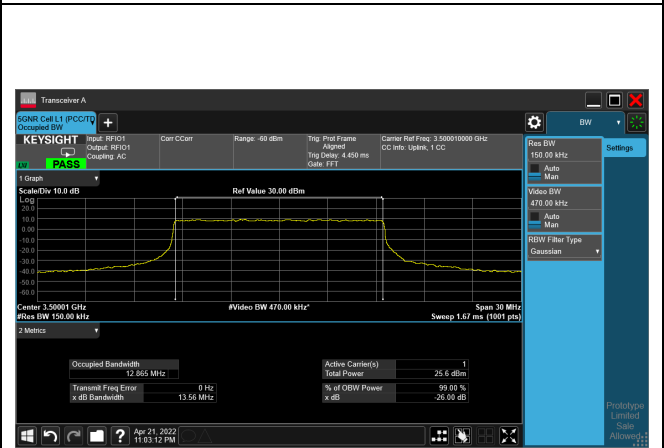 Transceiver A
5GNR Cell L1 (PCC/TD
Occupied BW
BW
KEYSIGHT
PASS
Input: RFIO1
Output: RFIO1
Coupling: AC
Corr CCorr
Range: -60 dBm
Trig: Prot Frame
Aligned
Trig Delay: 4.450 ms
Gate: FFT
Carrier Ref Freq: 3.500010000 GHz
CC Info: Uplink, 1 CC
Res BW
150.00 kHz
Auto
Man
Settings
Video BW
470.00 kHz
Auto
Man
RBW Filter Type
Gaussian
1 Graph
Scale/Div 10.0 dB
Ref Value 30.00 dBm
Log
20.0
10.0
0.00
-10.0
-20.0
-30.0
-40.0
-50.0
-60.0
Center 3.50001 GHz
#Video BW 470.00 kHz*
Span 30 MHz
#Res BW 150.00 kHz
Sweep 1.67 ms (1001 pts)
2 Metrics
Occupied Bandwidth
12.865 MHz
Active Carrier(s) 1
Total Power 25.6 dBm
Transmit Freq Error 0 Hz
x dB Bandwidth 13.56 MHz
% of OBW Power 99.00 %
x dB -26.00 dB
Prototype
Limited
Sale
Allowed
Apr 21, 2022
11:03:12 PM